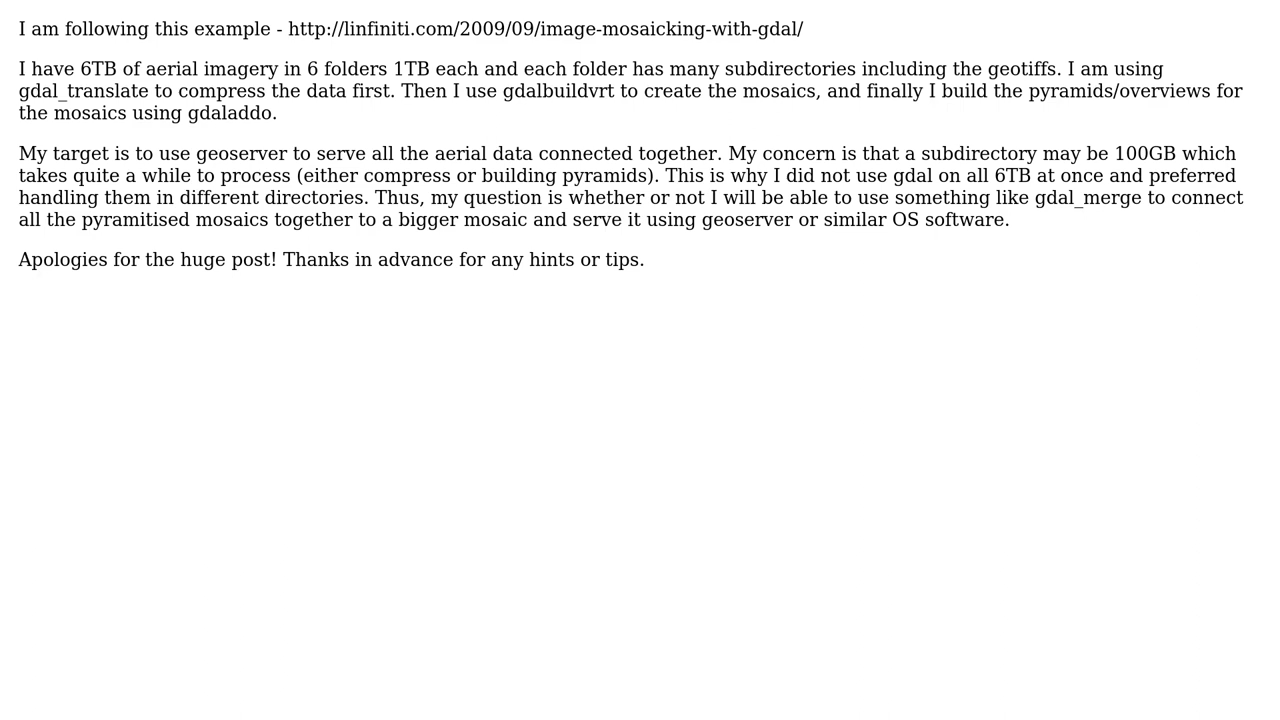 I am following this example - http://linfiniti.com/2009/09/image-mosaicking-with-gdal/
I have 6TB of aerial imagery in 6 folders 1TB each and each folder has many subdirectories including the geotiffs. I am using
gdal_translate to compress the data first. Then I use gdalbuildvrt to create the mosaics, and finally I build the pyramids/overviews for
the mosaics using gdaladdo.
My target is to use geoserver to serve all the aerial data connected together. My concern is that a subdirectory may be 100GB which
takes quite a while to process (either compress or building pyramids). This is why I did not use gdal on all 6TB at once and preferred
handling them in different directories. Thus, my question is whether or not I will be able to use something like gdal_merge to connect
all the pyramitised mosaics together to a bigger mosaic and serve it using geoserver or similar OS software.
Apologies for the huge post! Thanks in advance for any hints or tips.